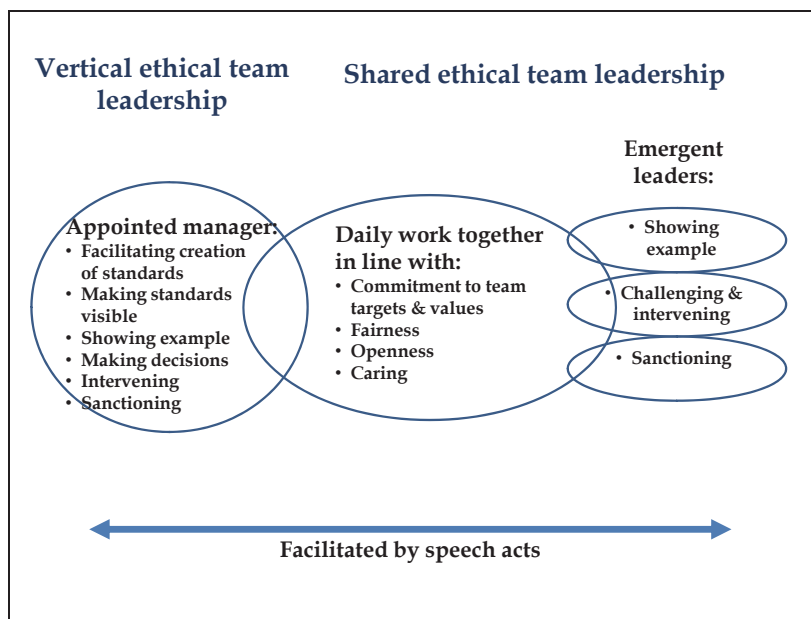 Vertical ethical team
leadership
Shared ethical team leadership
Appointed manager:
• Facilitating creation
of standards
• Making standards
visible
• Showing example
• Making decisions
• Intervening
• Sanctioning
Daily work together
in line with:
• Commitment to team
targets & values
• Fairness
• Openness
• Caring
Emergent
leaders:
• Showing
example
• Challenging &
intervening
• Sanctioning
Facilitated by speech acts